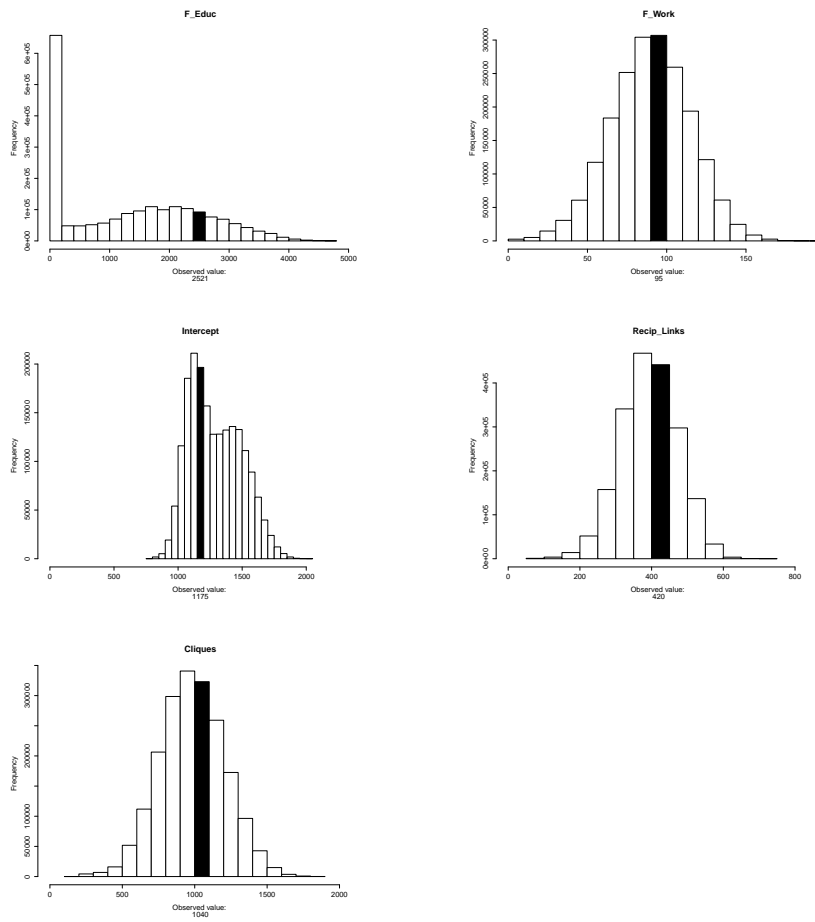 F_Educ
Frequency
0e+00 1e+05 2e+05 3e+05 4e+05 5e+05 6e+05
0 1000 2000 3000 4000 5000
Observed value:
2521
F_Work
Frequency
0 50000 100000 150000 200000 250000 300000
0 50 100 150
Observed value:
95
Intercept
Frequency
0 50000 100000 150000 200000
0 500 1000 1500 2000
Observed value:
1175
Recip_Links
Frequency
0e+00 1e+05 2e+05 3e+05 4e+05
0 200 400 600 800
Observed value:
420
Cliques
Frequency
0 50000 100000 200000 300000
0 500 1000 1500 2000
Observed value:
1040